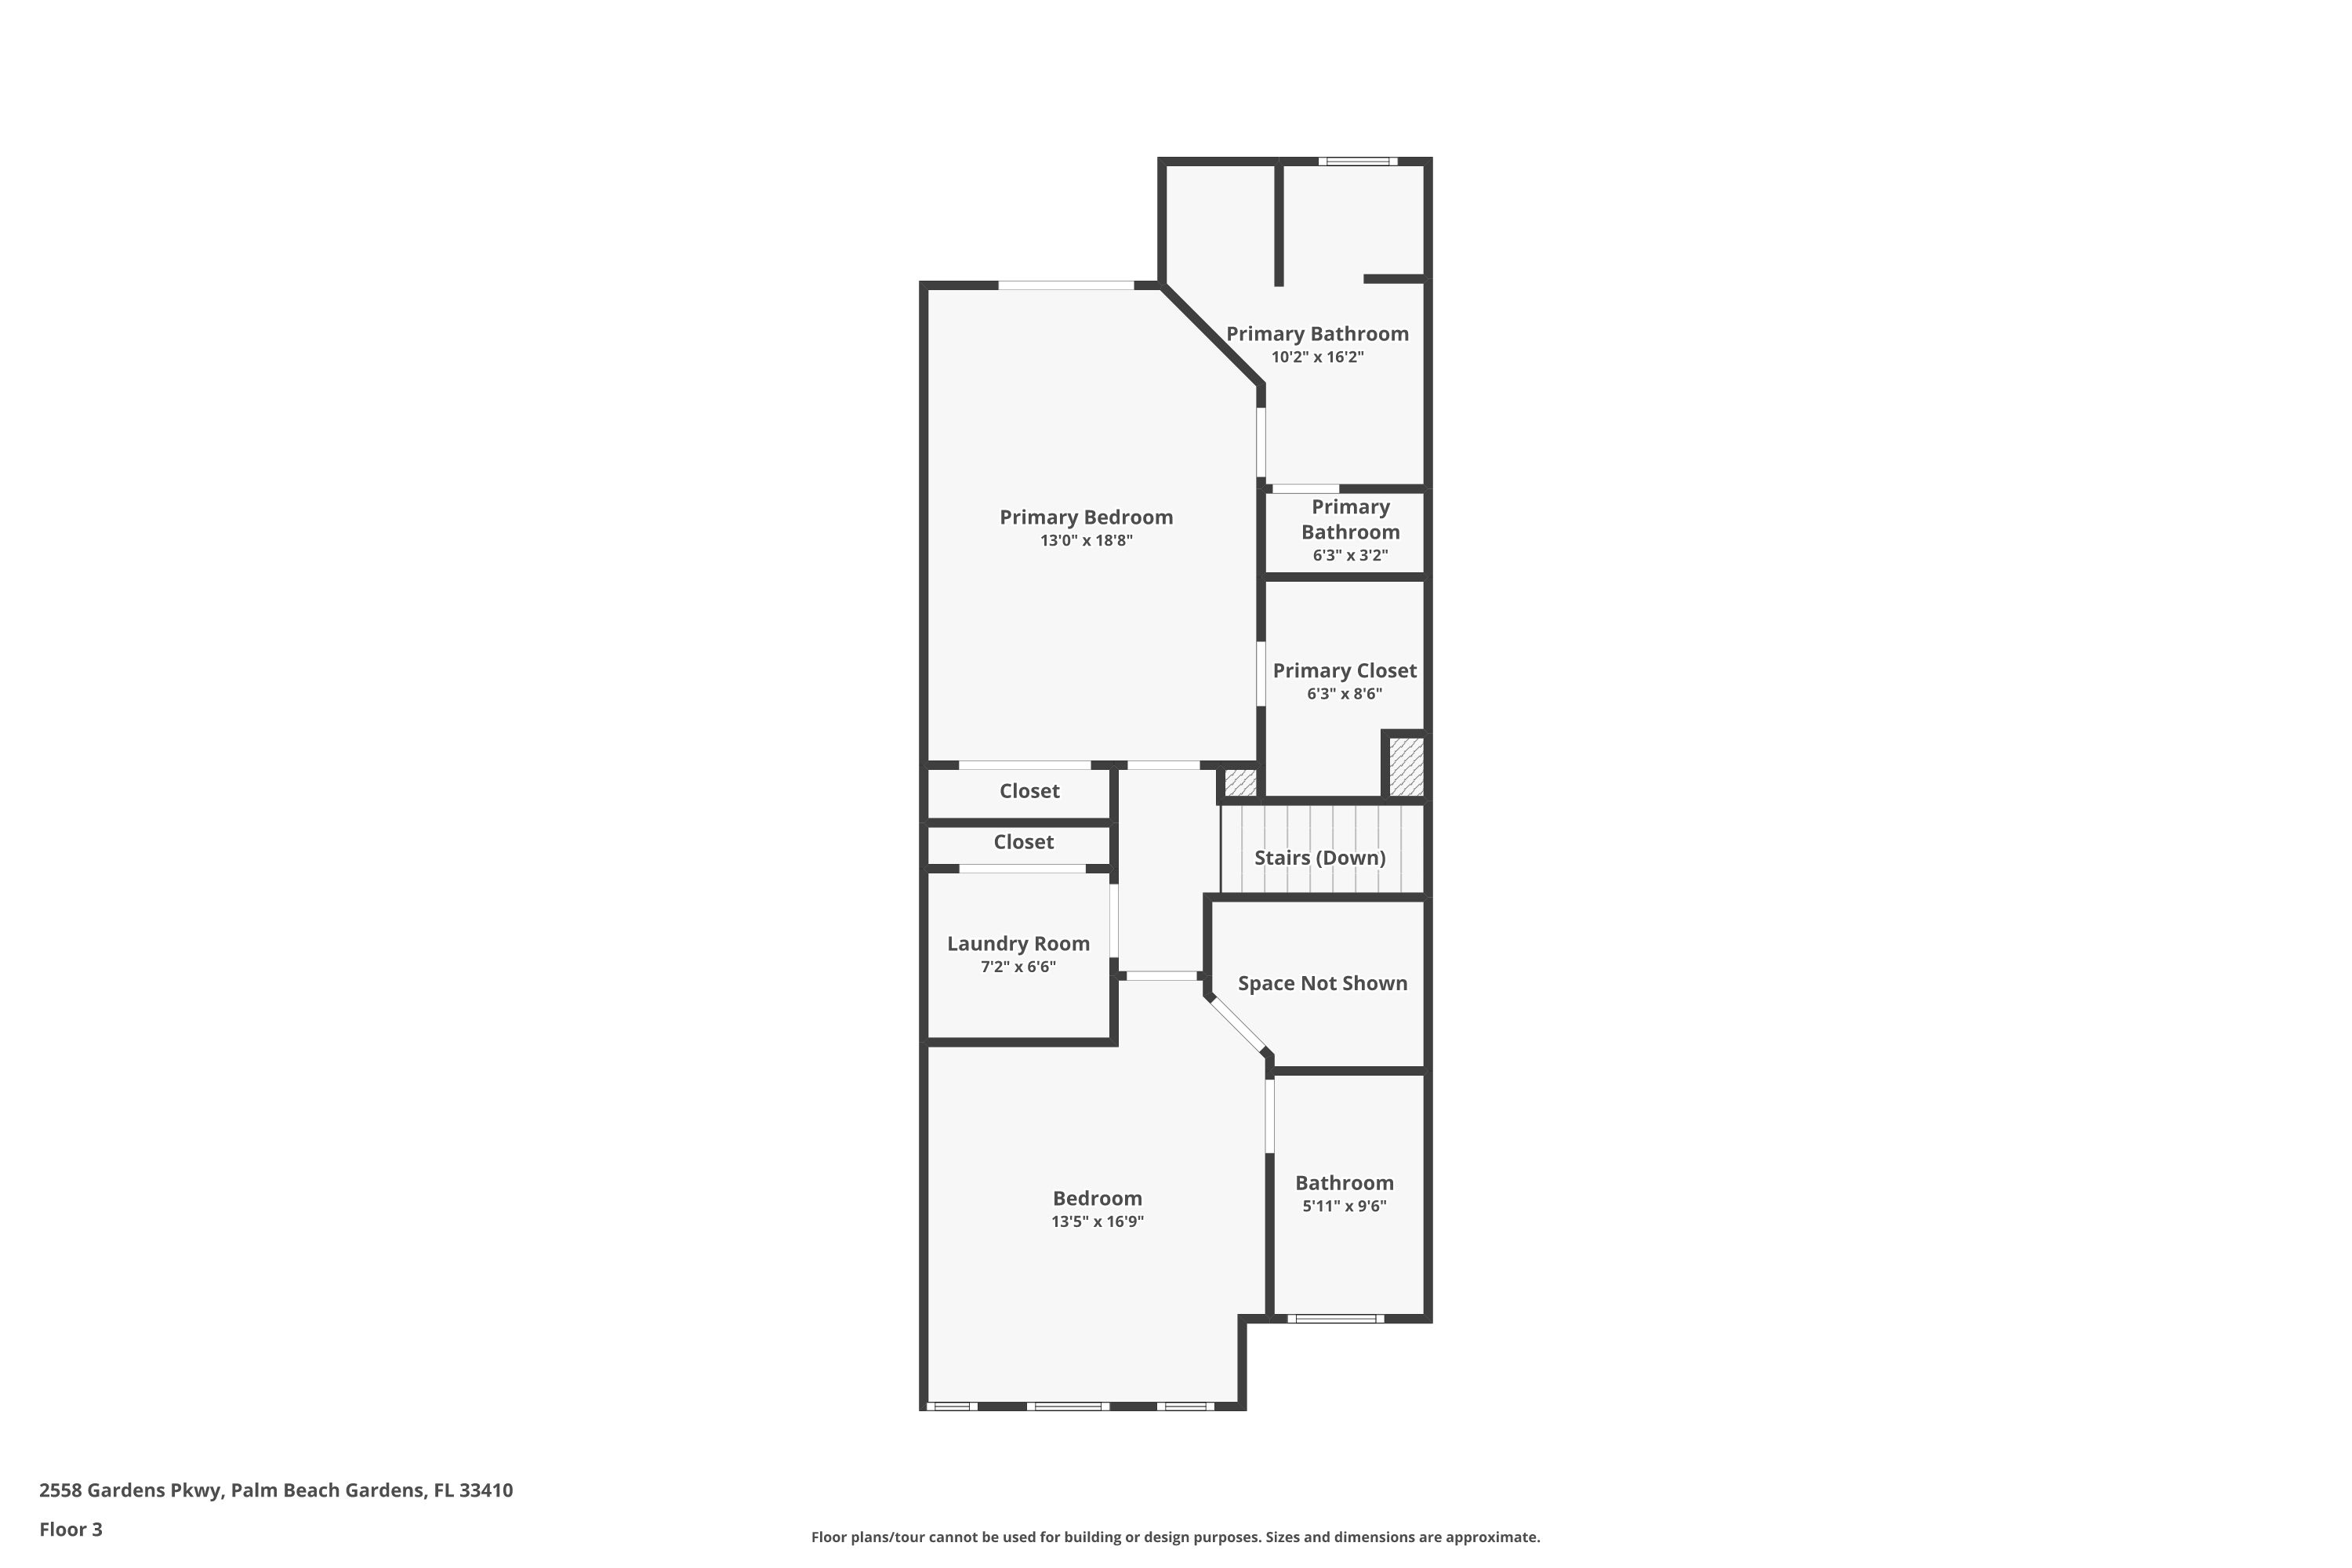 Primary Bathroom
10'2" x 16'2"
Primary
Bathroom
6'3" x 3'2"
Primary Bedroom
13'0" x 18'8"
Primary Closet
6'3" x 8'6"
Closet
Closet
Stairs (Down)
Laundry Room
7'2" x 6'6"
Space Not Shown
Bathroom
5'11" x 9'6"
Bedroom
13'5" x 16'9"
2558 Gardens Pkwy, Palm Beach Gardens, FL 33410
Floor 3
Floor plans/tour cannot be used for building or design purposes. Sizes and dimensions are approximate.